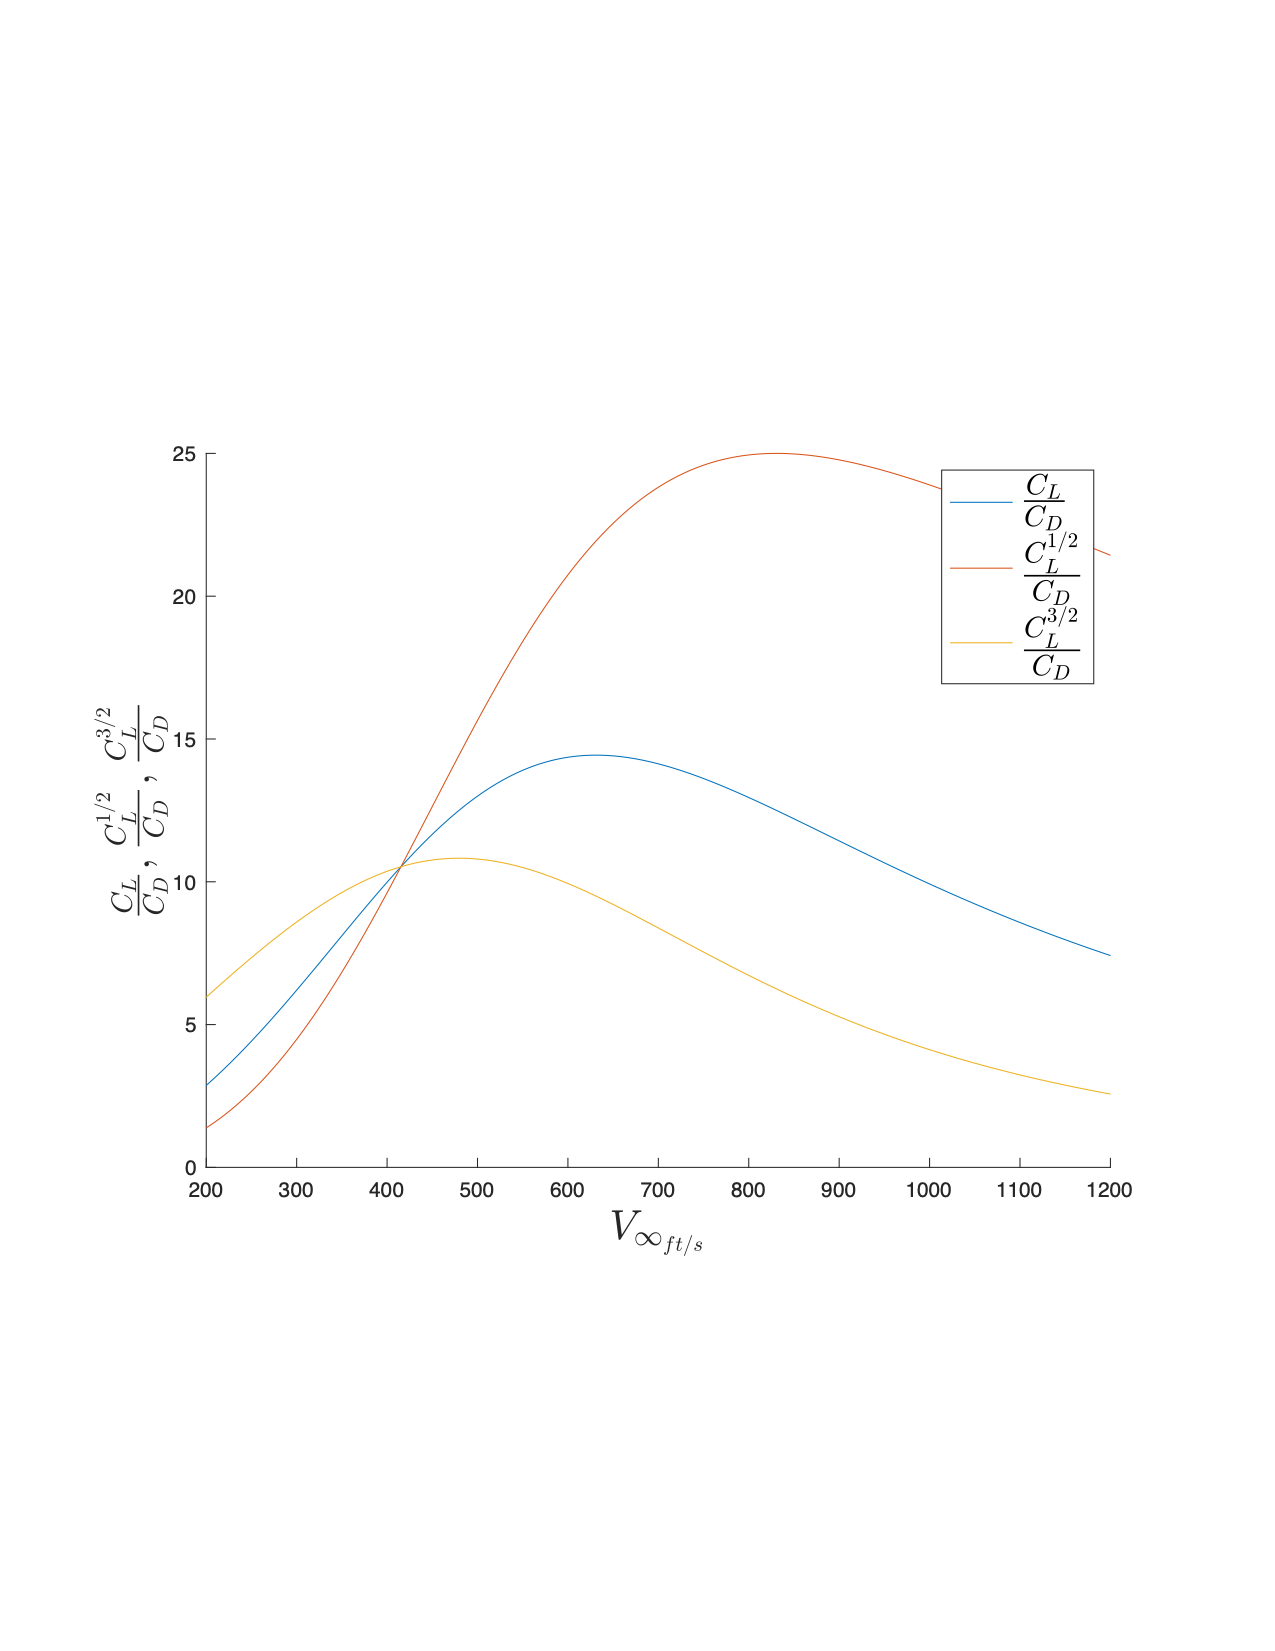 25
20
15
10
5
0
200 300 400 500 600 700 800 900 1000 1100 1200
V∞ft/s
C_L/C_D, C_L^{1/2}/C_D, C_L^{3/2}/C_D
C_L/C_D
C_L^{1/2}/C_D
C_L^{3/2}/C_D